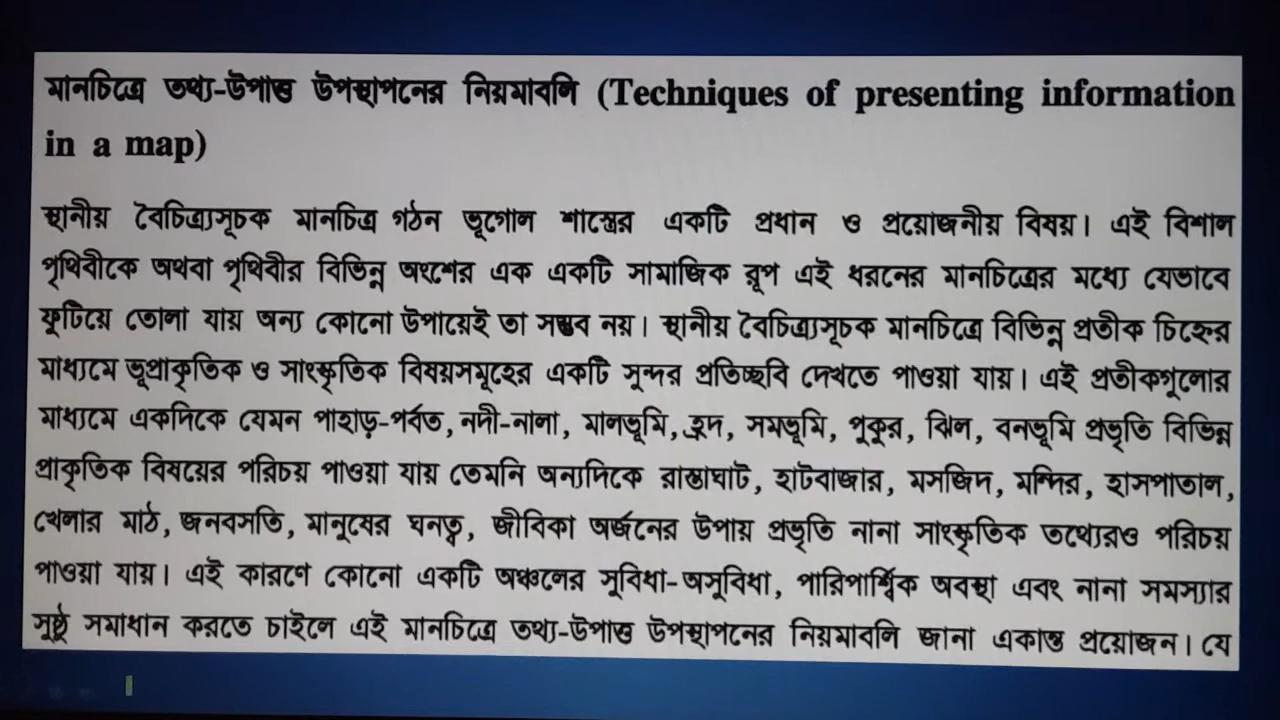 মানচিত্রে তথ্য-উপাত্ত উপস্থাপনের নিয়মাবলি (Techniques of presenting information
in a map)
স্থানীয় বৈচিত্র্যসূচক মানচিত্র গঠন ভূগোল শাস্ত্রের একটি প্রধান ও প্রয়োজনীয় বিষয়। এই বিশাল
পৃথিবীকে অথবা পৃথিবীর বিভিন্ন অংশের এক একটি সামাজিক রূপ এই ধরনের মানচিত্রের মধ্যে যেভাবে
ফুটিয়ে তোলা যায় অন্য কোনো উপায়েই তা সম্ভব নয়। স্থানীয় বৈচিত্র্যসূচক মানচিত্রে বিভিন্ন প্রতীক চিহ্নের
মাধ্যমে ভূপ্রাকৃতিক ও সাংস্কৃতিক বিষয়সমূহের একটি সুন্দর প্রতিচ্ছবি দেখতে পাওয়া যায়। এই প্রতীকগুলোর
মাধ্যমে একদিকে যেমন পাহাড়-পর্বত, নদী-নালা, মালভূমি, হ্রদ, সমভূমি, পুকুর, ঝিল, বনভূমি প্রভৃতি বিভিন্ন
প্রাকৃতিক বিষয়ের পরিচয় পাওয়া যায় তেমনি অন্যদিকে রাস্তাঘাট, হাটবাজার, মসজিদ, মন্দির, হাসপাতাল,
খেলার মাঠ, জনবসতি, মানুষের ঘনত্ব, জীবিকা অর্জনের উপায় প্রভৃতি নানা সাংস্কৃতিক তথ্যেরও পরিচয়
পাওয়া যায়। এই কারণে কোনো একটি অঞ্চলের সুবিধা-অসুবিধা, পারিপার্শ্বিক অবস্থা এবং নানা সমস্যার
সুষ্ঠু সমাধান করতে চাইলে এই মানচিত্রে তথ্য-উপাত্ত উপস্থাপনের নিয়মাবলি জানা একান্ত প্রয়োজন। যে